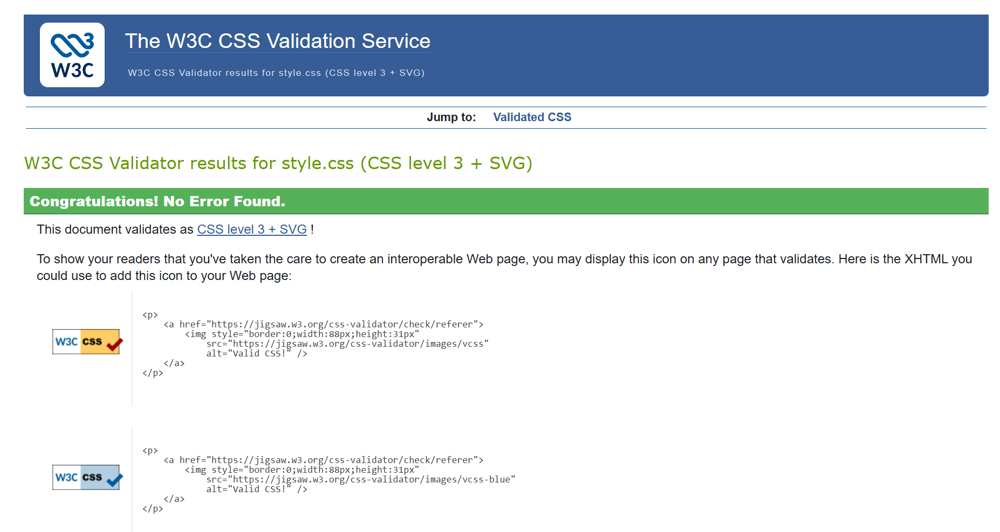 W3C
The W3C CSS Validation Service
W3C CSS Validator results for style.css (CSS level 3 + SVG)
Jump to: Validated CSS
W3C CSS Validator results for style.css (CSS level 3 + SVG)
Congratulations! No Error Found.
This document validates as CSS level 3 + SVG !
To show your readers that you've taken the care to create an interoperable Web page, you may display this icon on any page that validates. Here is the XHTML you
could use to add this icon to your Web page:
W3C CSS
<p>
    <a href="https://jigsaw.w3.org/css-validator/check/referer">
        <img style="border:0;width:88px;height:31px"
            src="https://jigsaw.w3.org/css-validator/images/vcss"
            alt="Valid CSS!" />
    </a>
</p>
W3C CSS
<p>
    <a href="https://jigsaw.w3.org/css-validator/check/referer">
        <img style="border:0;width:88px;height:31px"
            src="https://jigsaw.w3.org/css-validator/images/vcss-blue"
            alt="Valid CSS!" />
    </a>
</p>